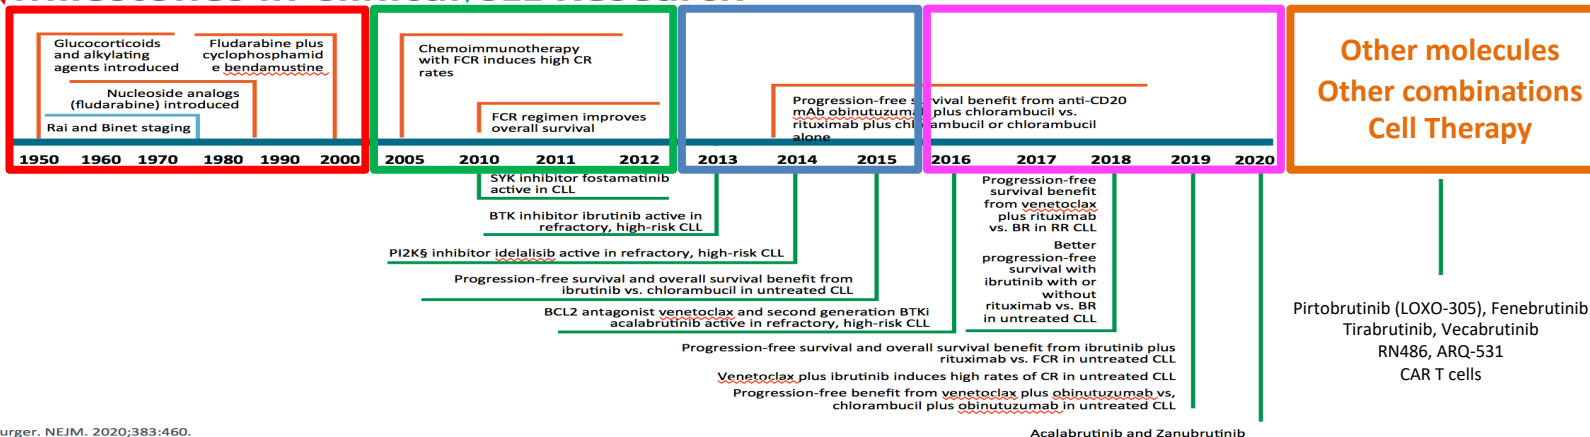 Milestones in Clinical CLL Research
Glucocorticoids
and alkylating
agents introduced
Fludarabine plus
cyclophosphamid
e bendamustine
Nucleoside analogs
(fludarabine) introduced
Rai and Binet staging
Chemoimmunotherapy
with FCR induces high CR
rates
FCR regimen improves
overall survival
Progression-free survival benefit from anti-CD20
mAb obinutuzumab plus chlorambucil vs.
rituximab plus chlorambucil or chlorambucil
alone
Other molecules
Other combinations
Cell Therapy
1950 1960 1970 1980 1990 2000 2005 2010 2011 2012 2013 2014 2015 2016 2017 2018 2019 2020
SYK inhibitor fostamatinib
active in CLL
BTK inhibitor ibrutinib active in
refractory, high-risk CLL
PI2K§ inhibitor idelalisib active in refractory, high-risk CLL
Progression-free survival and overall survival benefit from
ibrutinib vs. chlorambucil in untreated CLL
BCL2 antagonist venetoclax and second generation BTKi
acalabrutinib active in refractory, high-risk CLL
Progression-free
survival benefit
from venetoclax
plus rituximab
vs. BR in RR CLL
Better
progression-free
survival with
ibrutinib with or
without
rituximab vs. BR
in untreated CLL
Progression-free survival and overall survival benefit from ibrutinib plus
rituximab vs. FCR in untreated CLL
Venetoclax plus ibrutinib induces high rates of CR in untreated CLL
Progression-free benefit from venetoclax plus obinutuzumab vs,
chlorambucil plus obinutuzumab in untreated CLL
Acalabrutinib and Zanubrutinib
Pirtobrutinib (LOXO-305), Fenebrutinib
Tirabrutinib, Vecabrutinib
RN486, ARQ-531
CAR T cells
urger. NEJM. 2020;383:460.